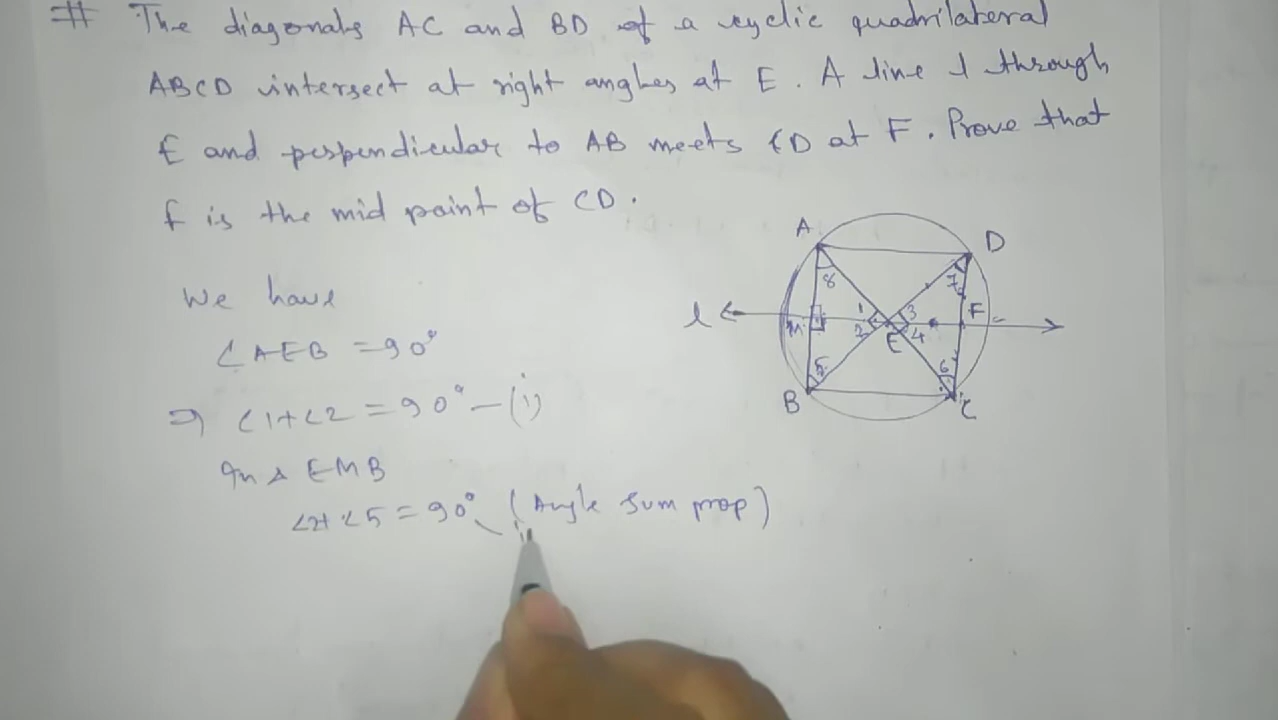 # The diagonals AC and BD of a cyclic quadrilateral
ABCD intersect at right angles at E. A line l through
E and perpendicular to AB meets CD at F. Prove that
F is the mid point of CD.
We have
∠AEB = 90°
⇒ ∠1+∠2 = 90° – (i)
In Δ EMB
∠2+∠5 = 90° (Angle sum prop)
A
D
8
7
l
M
1
3
F
2
E
4
5
6
B
C